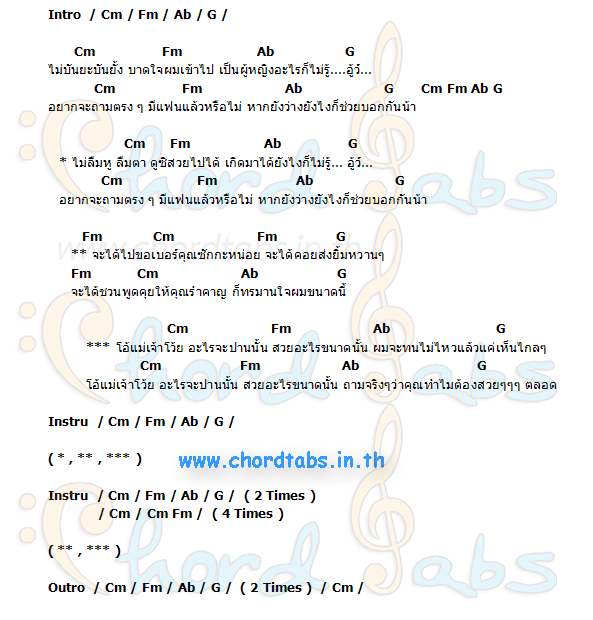 Intro / Cm / Fm / Ab / G /
Cm Fm Ab G
ไม่บันยะบันยั้ง บาดใจผมเข้าไป เป็นผู้หญิงอะไรก็ไม่รู้....อู้ว์...
Cm Fm Ab G Cm Fm Ab G
อยากจะถามตรง ๆ มีแฟนแล้วหรือไม่ หากยังว่างยังไงก็ช่วยบอกกันน้า
Cm Fm Ab G
* ไม่ลืมหู ลืมตา ดูซิสวยไปได้ เกิดมาได้ยังไงก็ไม่รู้... อู้ว์...
Cm Fm Ab G
อยากจะถามตรง ๆ มีแฟนแล้วหรือไม่ หากยังว่างยังไงก็ช่วยบอกกันน้า
Fm Cm Fm G
www.chordtabs.in.th
** จะได้ไปขอเบอร์คุณซักกะหน่อย จะได้คอยส่งยิ้มหวานๆ
Fm Cm Ab G
จะได้ชวนพูดคุยให้คุณรำคาญ ก็ทรมานใจผมขนาดนี้
Cm Fm Ab G
*** โอ้แม่เจ้าโว้ย อะไรจะปานนั้น สวยอะไรขนาดนั้น ผมจะทนไม่ไหวแล้วแค่เห็นไกลๆ
Cm Fm Ab G
โอ้แม่เจ้าโว้ย อะไรจะปานนั้น สวยอะไรขนาดนั้น ถามจริงๆว่าคุณทำไมต้องสวยๆๆๆ ตลอด
Instru / Cm / Fm / Ab / G /
( * , ** , *** )
www.chordtabs.in.th
Instru / Cm / Fm / Ab / G / ( 2 Times )
/ Cm / Cm Fm / ( 4 Times )
( ** , *** )
Outro / Cm / Fm / Ab / G / ( 2 Times ) / Cm /
Chord Tabs
Chord Tabs
Chord Tabs
Chord Tabs